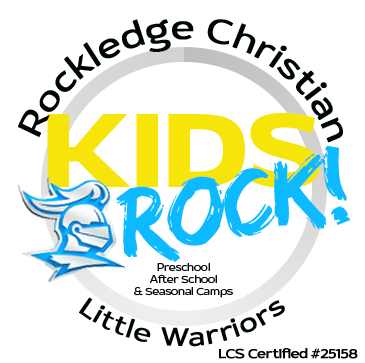 Rockledge Christian
KIDS
ROCK!
Preschool
After School
& Seasonal Camps
Little Warriors
LCS Certified #25158